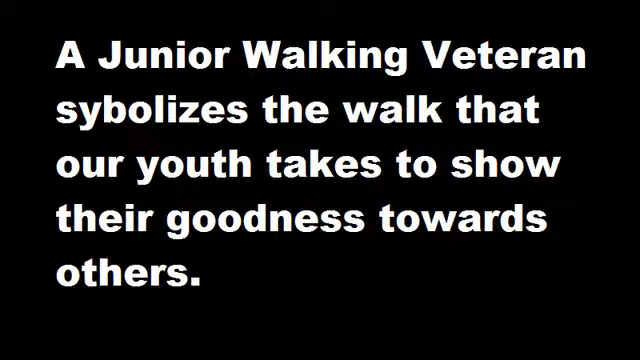 A Junior Walking Veteran
sybolizes the walk that
our youth takes to show
their goodness towards
others.